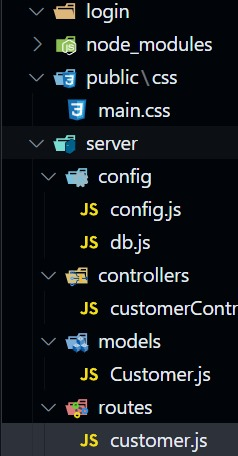 login
node_modules
public\css
main.css
server
config
JS config.js
JS db.js
controllers
JS customerContr
models
JS Customer.js
routes
JS customer.js